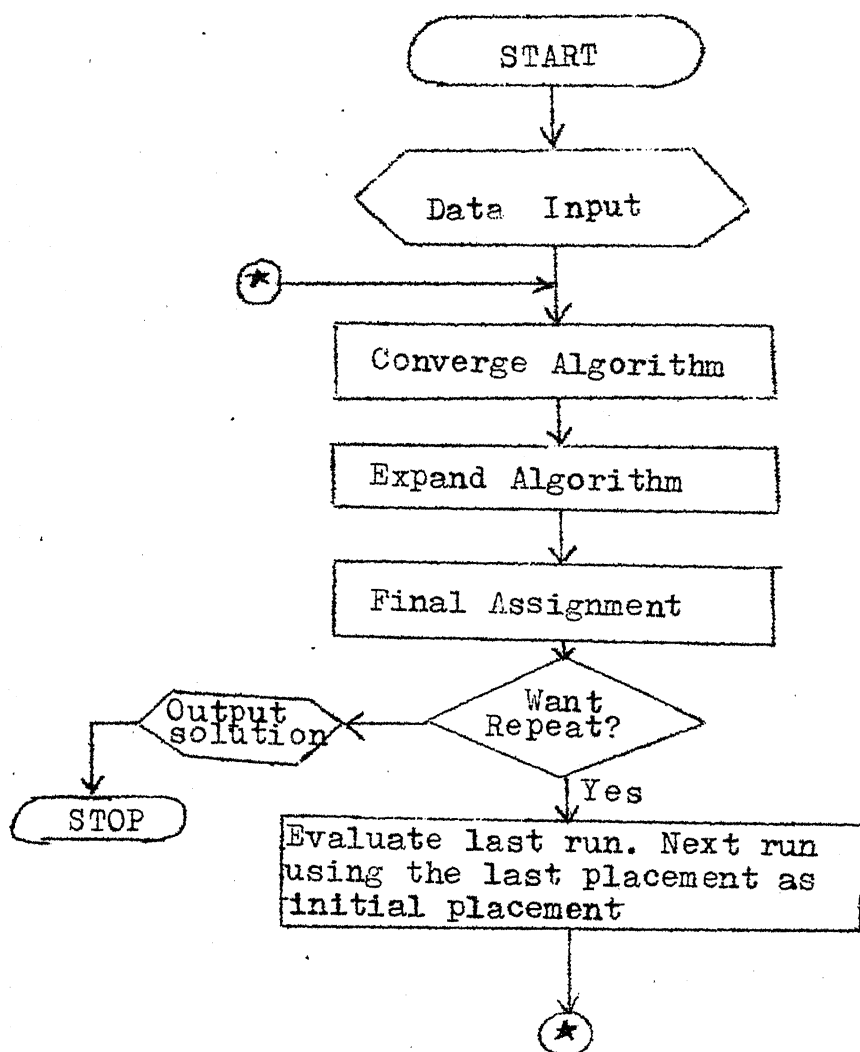 START
Data Input
★
Converge Algorithm
Expand Algorithm
Final Assignment
Want
Repeat?
Output
solution
STOP
Yes
Evaluate last run. Next run
using the last placement as
initial placement
★